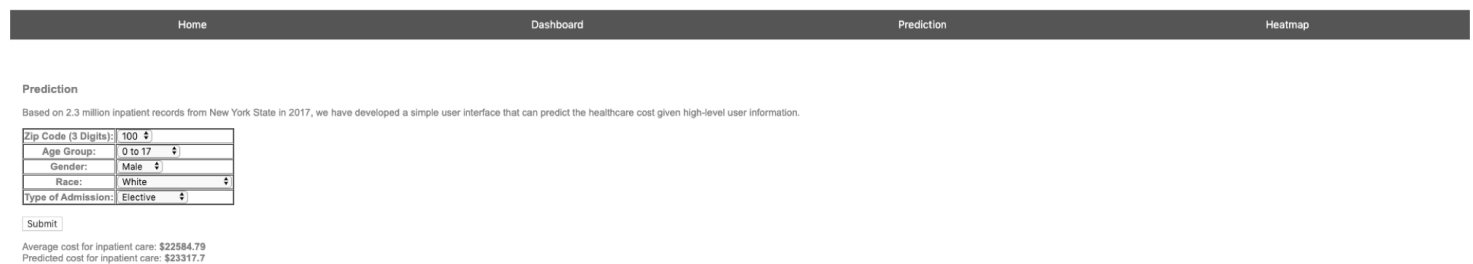 Home Dashboard Prediction Heatmap
Prediction
Based on 2.3 million inpatient records from New York State in 2017, we have developed a simple user interface that can predict the healthcare cost given high-level user information.
Zip Code (3 Digits): 100
Age Group: 0 to 17
Gender: Male
Race: White
Type of Admission: Elective
Submit
Average cost for inpatient care: $22584.79
Predicted cost for inpatient care: $23317.7